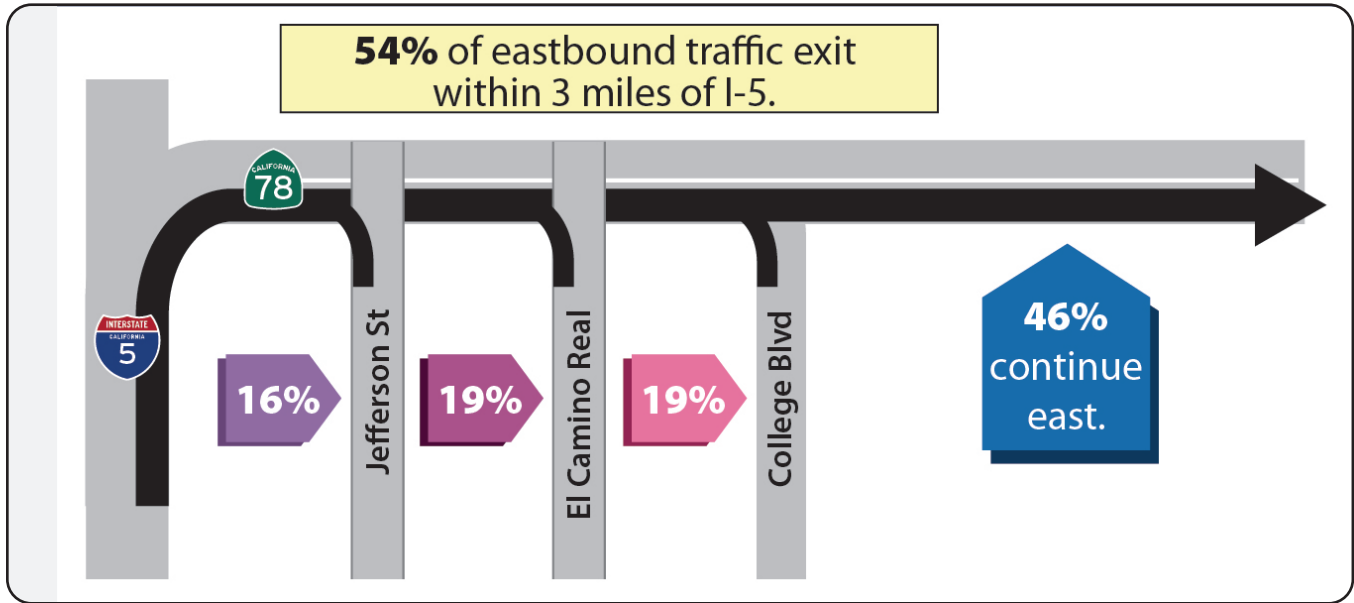 54% of eastbound traffic exit
within 3 miles of I-5.
CALIFORNIA
78
INTERSTATE
CALIFORNIA
5
16%
Jefferson St
19%
El Camino Real
19%
College Blvd
46%
continue
east.